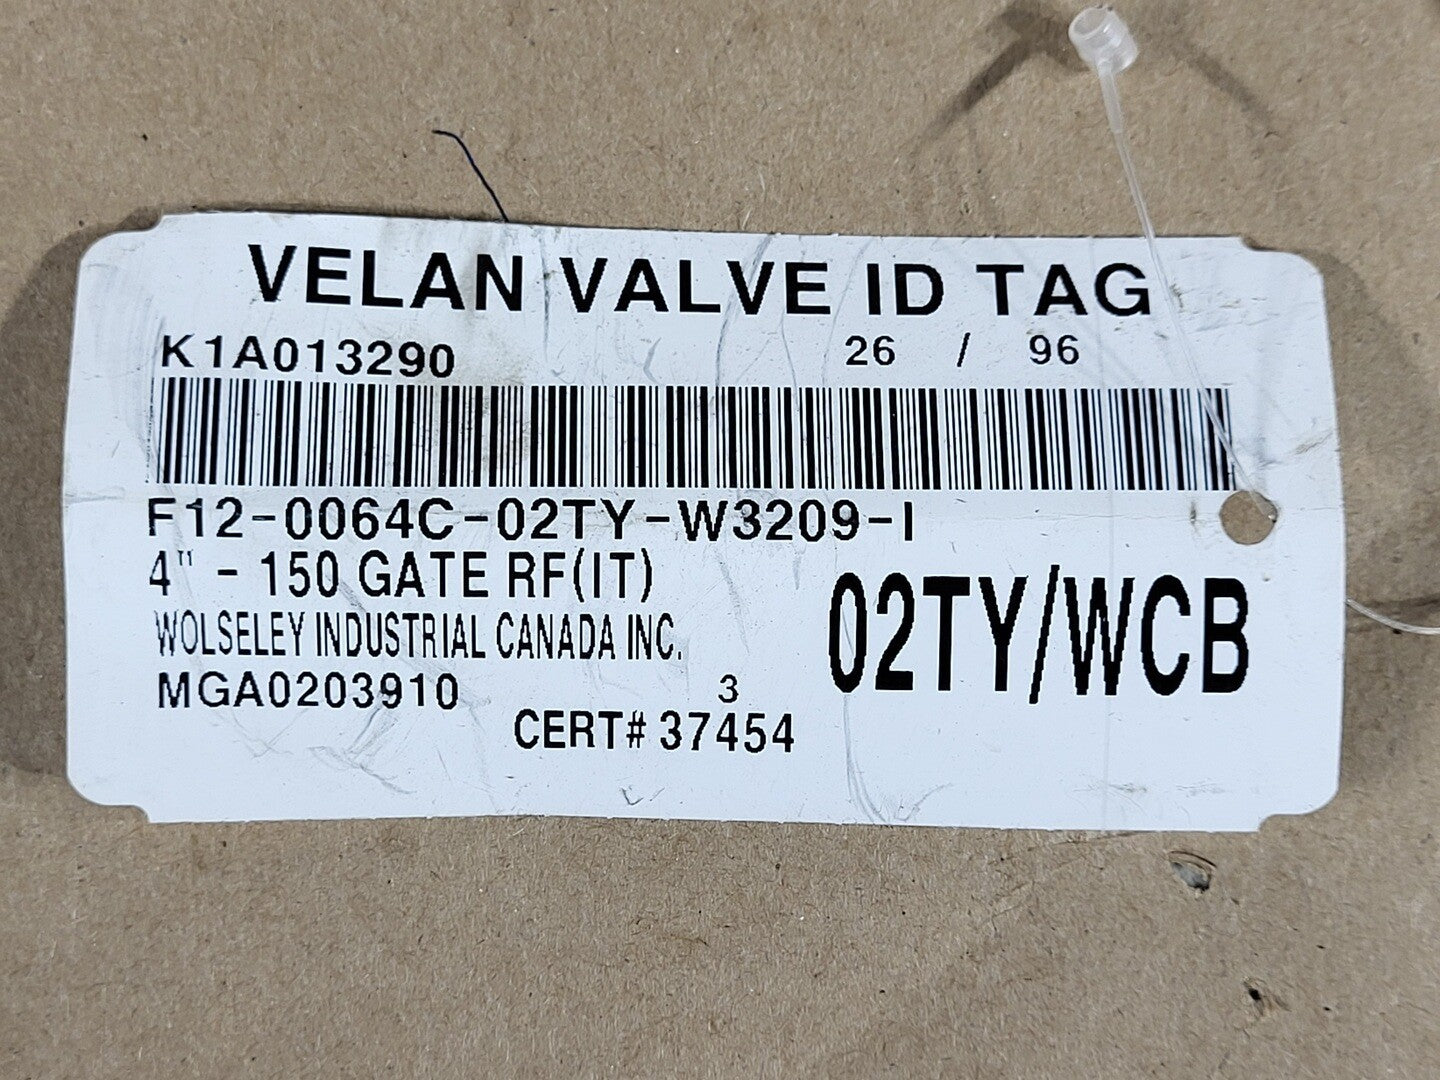 VELAN VALVE ID TAG
K1A013290 26 / 96
F12-0064C-02TY-W3209-I
4" - 150 GATE RF(IT)
02TY/WCB
WOLSELEY INDUSTRIAL CANADA INC.
MGA0203910 3
CERT# 37454